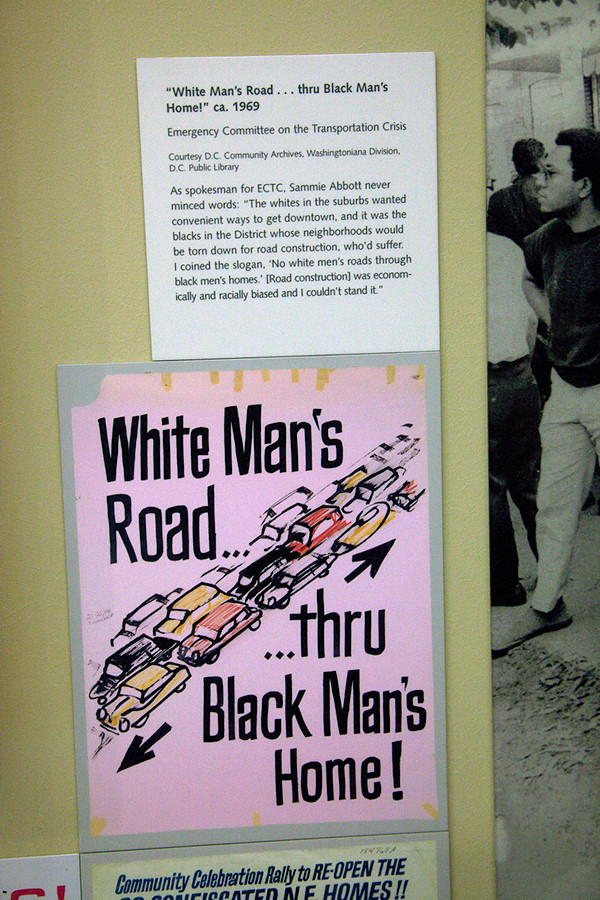 “White Man’s Road . . . thru Black Man’s
Home!” ca. 1969
Emergency Committee on the Transportation Crisis
Courtesy D.C. Community Archives, Washingtoniana Division,
D.C. Public Library
As spokesman for ECTC, Sammie Abbott never
minced words: “The whites in the suburbs wanted
convenient ways to get downtown, and it was the
blacks in the District whose neighborhoods would
be torn down for road construction, who’d suffer.
I coined the slogan, ‘No white men’s roads through
black men’s homes.’ [Road construction] was econom-
ically and racially biased and I couldn’t stand it.”
White Man's
Road...
...thru
Black Man's
Home!
Community Celebration Rally to RE-OPEN THE
CONFISCATED N.E. HOMES!!